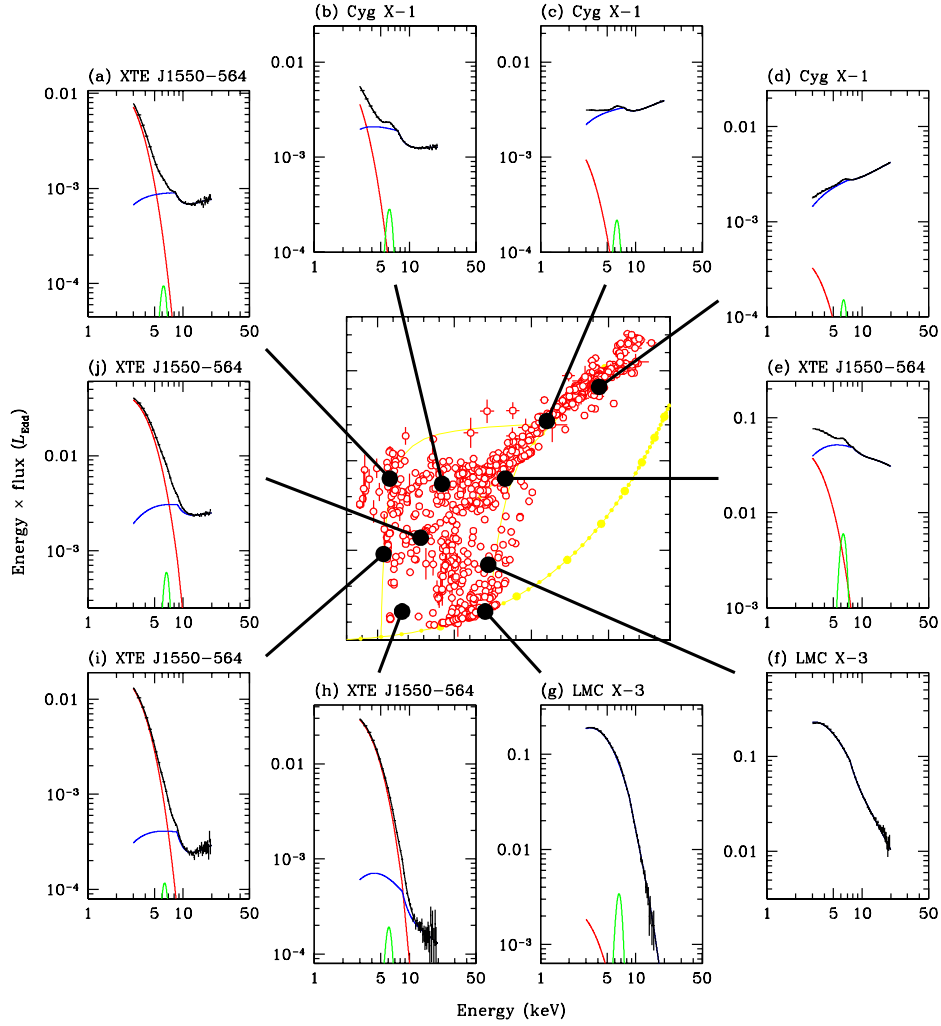 (b) Cyg X−1
(c) Cyg X−1
(a) XTE J1550−564
(d) Cyg X−1
0.01
10⁻³
10⁻⁴
1 5 10 50
0.01
10⁻³
10⁻⁴
1 5 10 50
0.01
10⁻³
10⁻⁴
1 5 10 50
0.01
10⁻³
10⁻⁴
1 5 10 50
(j) XTE J1550−564
(e) XTE J1550−564
Energy × flux (L_Edd)
0.01
10⁻³
0.1
0.01
10⁻³
(i) XTE J1550−564
(h) XTE J1550−564
(g) LMC X−3
(f) LMC X−3
0.01
10⁻³
10⁻⁴
1 5 10 50
0.01
10⁻³
10⁻⁴
1 5 10 50
0.1
0.01
10⁻³
1 5 10 50
0.1
0.01
1 5 10 50
Energy (keV)